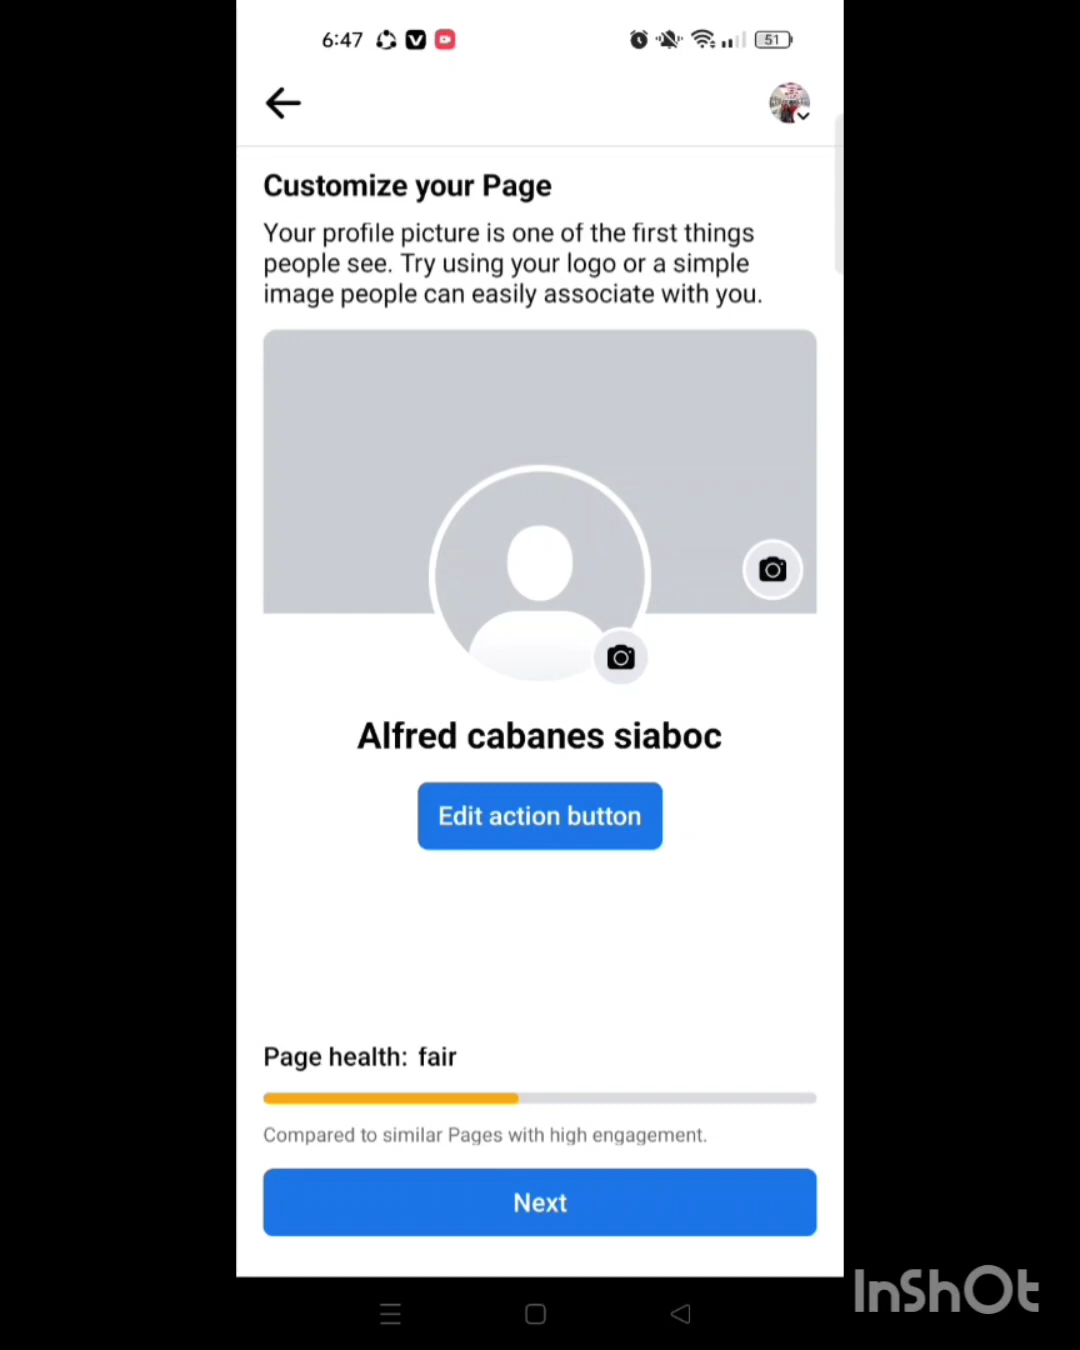 6:47
51
Customize your Page
Your profile picture is one of the first things
people see. Try using your logo or a simple
image people can easily associate with you.
Alfred cabanes siaboc
Edit action button
Page health: fair
Compared to similar Pages with high engagement.
Next
InShOt